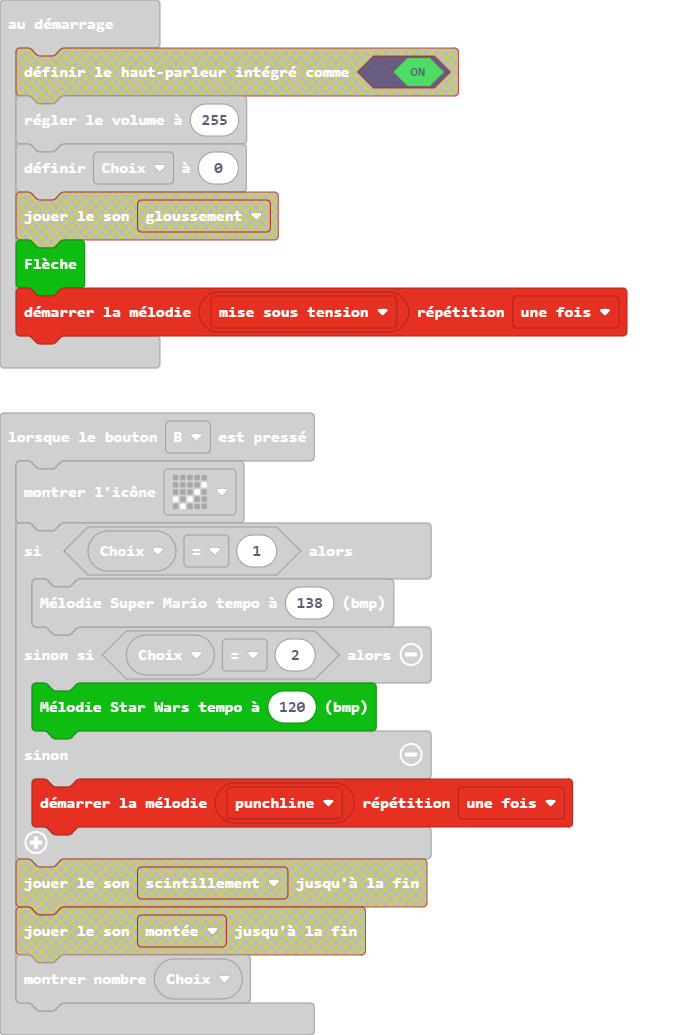 au démarrage
définir le haut-parleur intégré comme ON
régler le volume à 255
définir Choix à 0
jouer le son gloussement
Flèche
démarrer la mélodie mise sous tension répétition une fois
lorsque le bouton B est pressé
montrer l'icône
si Choix = 1 alors
Mélodie Super Mario tempo à 138 (bmp)
sinon si Choix = 2 alors
Mélodie Star Wars tempo à 120 (bmp)
sinon
démarrer la mélodie punchline répétition une fois
jouer le son scintillement jusqu'à la fin
jouer le son montée jusqu'à la fin
montrer nombre Choix